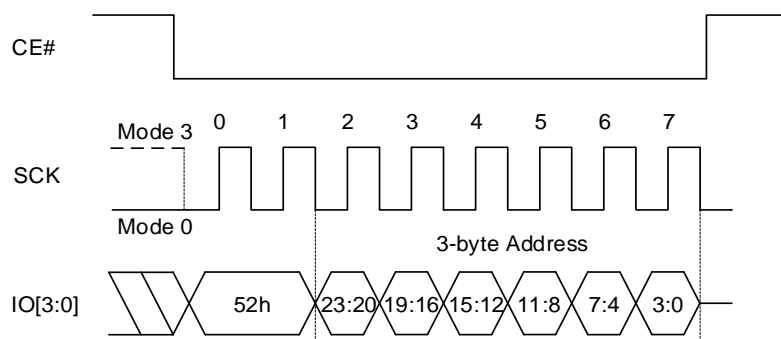 CE#
0 1 2 3 4 5 6 7
Mode 3
SCK
Mode 0
3-byte Address
IO[3:0] 52h 23:20 19:16 15:12 11:8 7:4 3:0